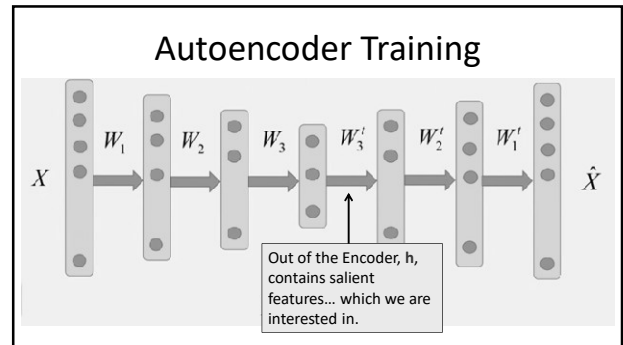 Autoencoder Training
X W₁ W₂ W₃ W₃' W₂' W₁' X̂
Out of the Encoder, h,
contains salient
features... which we are
interested in.